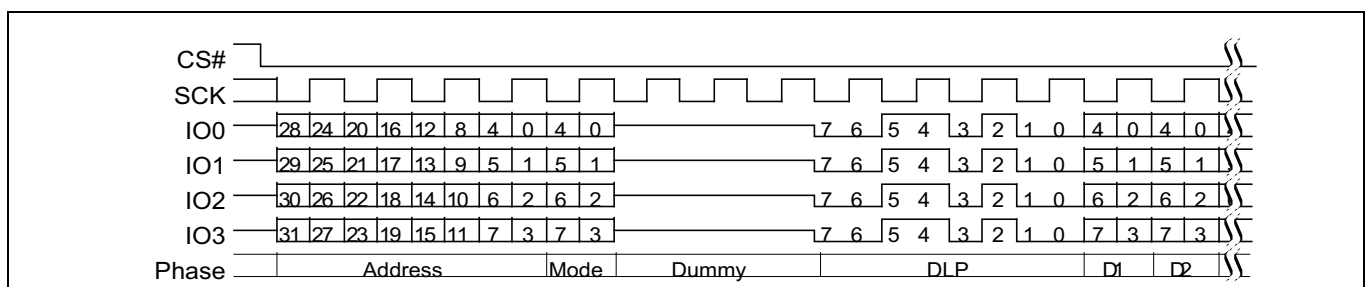 CS#
SCK
IO0 28 24 20 16 12 8 4 0 4 0 7 6 5 4 3 2 1 0 4 0 4 0
IO1 29 25 21 17 13 9 5 1 5 1 7 6 5 4 3 2 1 0 5 1 5 1
IO2 30 26 22 18 14 10 6 2 6 2 7 6 5 4 3 2 1 0 6 2 6 2
IO3 31 27 23 19 15 11 7 3 7 3 7 6 5 4 3 2 1 0 7 3 7 3
Phase Address Mode Dummy DLP D1 D2